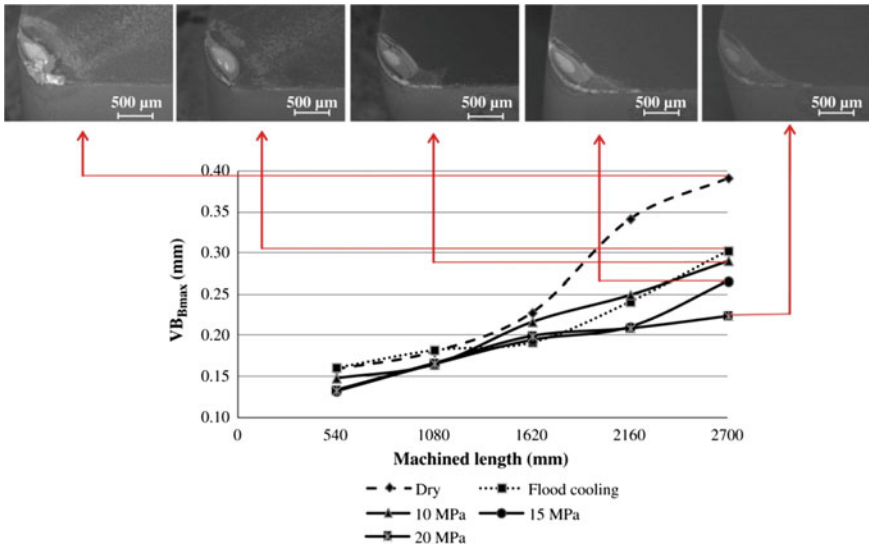 500 µm 500 µm 500 µm 500 µm 500 µm
0.40
0.35
0.30
0.25
0.20
0.15
0.10
VB_Bmax (mm)
0 540 1080 1620 2160 2700
Machined length (mm)
Dry Flood cooling
10 MPa 15 MPa
20 MPa